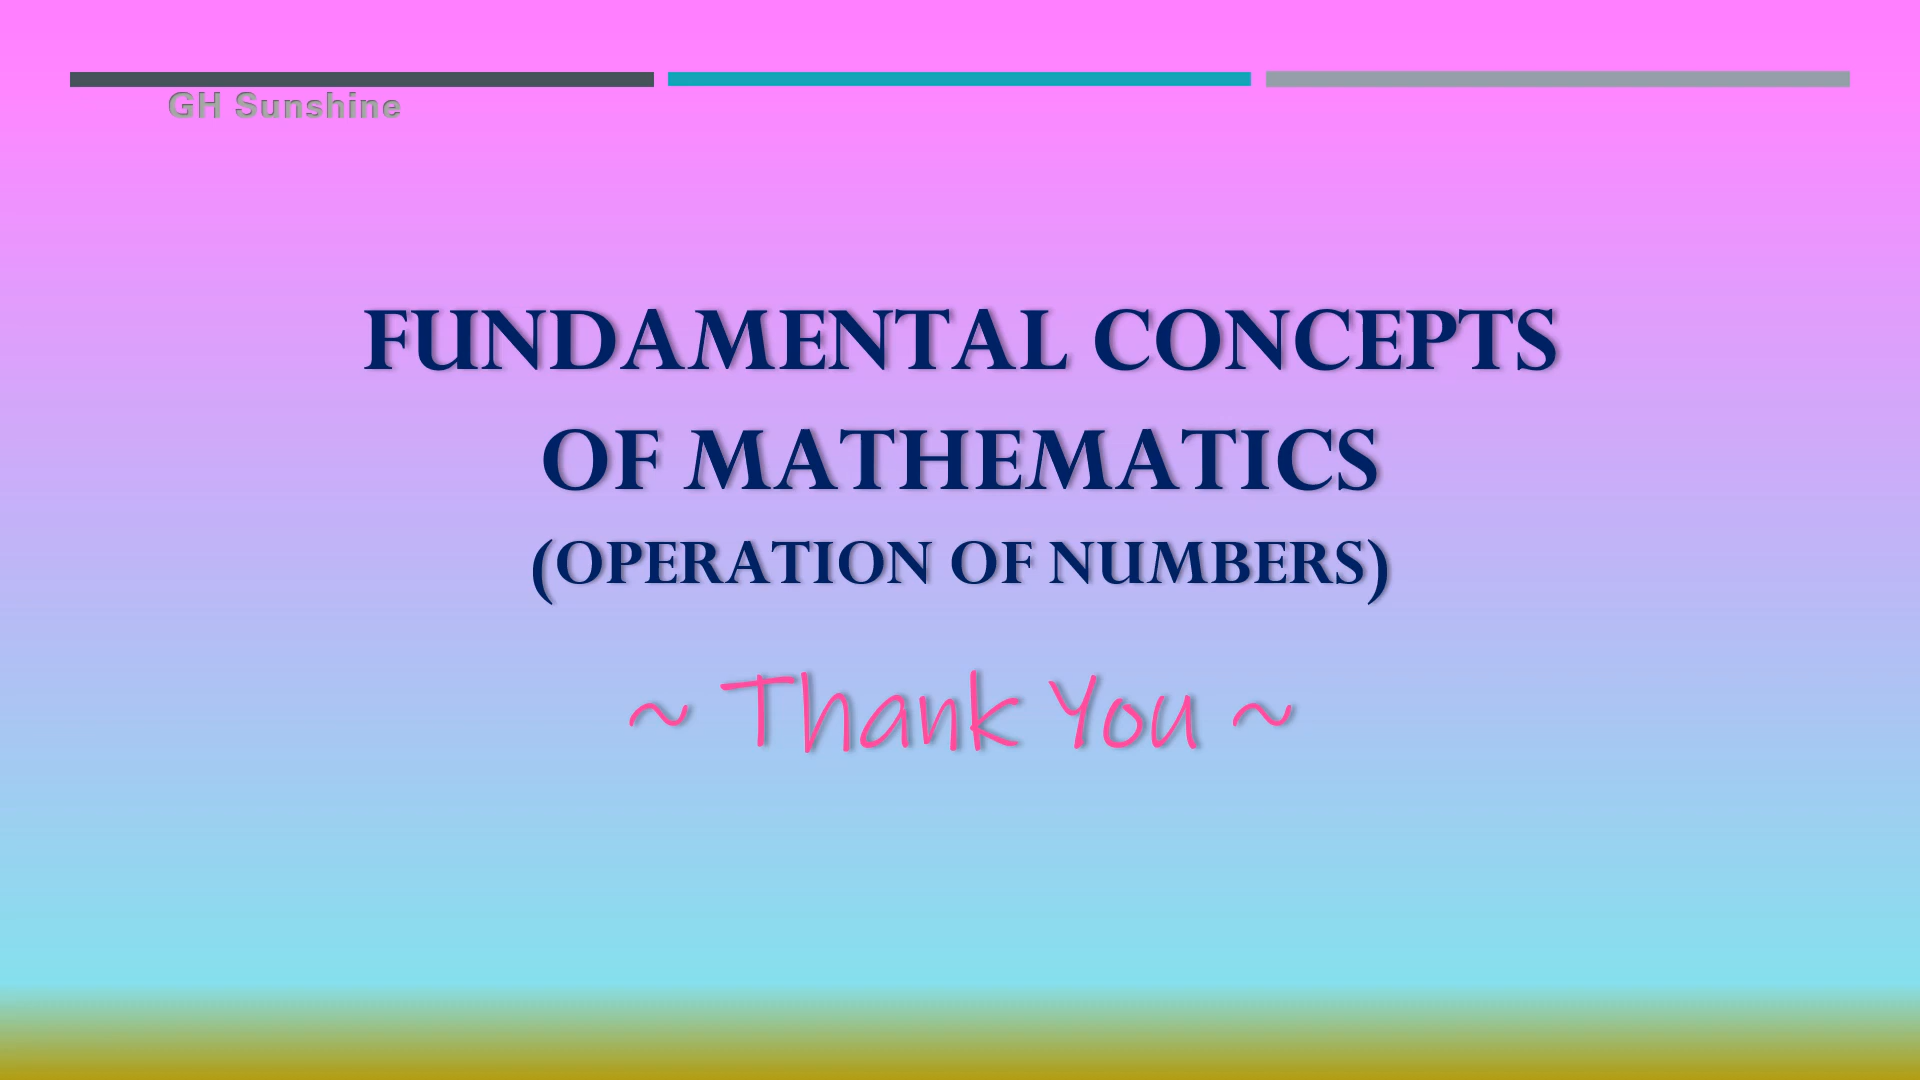 GH Sunshine
FUNDAMENTAL CONCEPTS
OF MATHEMATICS
(OPERATION OF NUMBERS)
~ Thank You ~